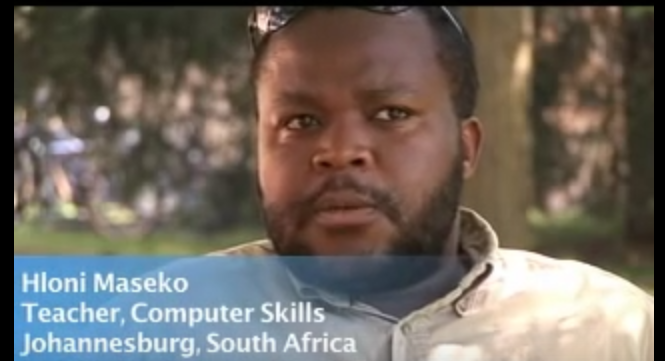 Hloni Maseko
Teacher, Computer Skills
Johannesburg, South Africa